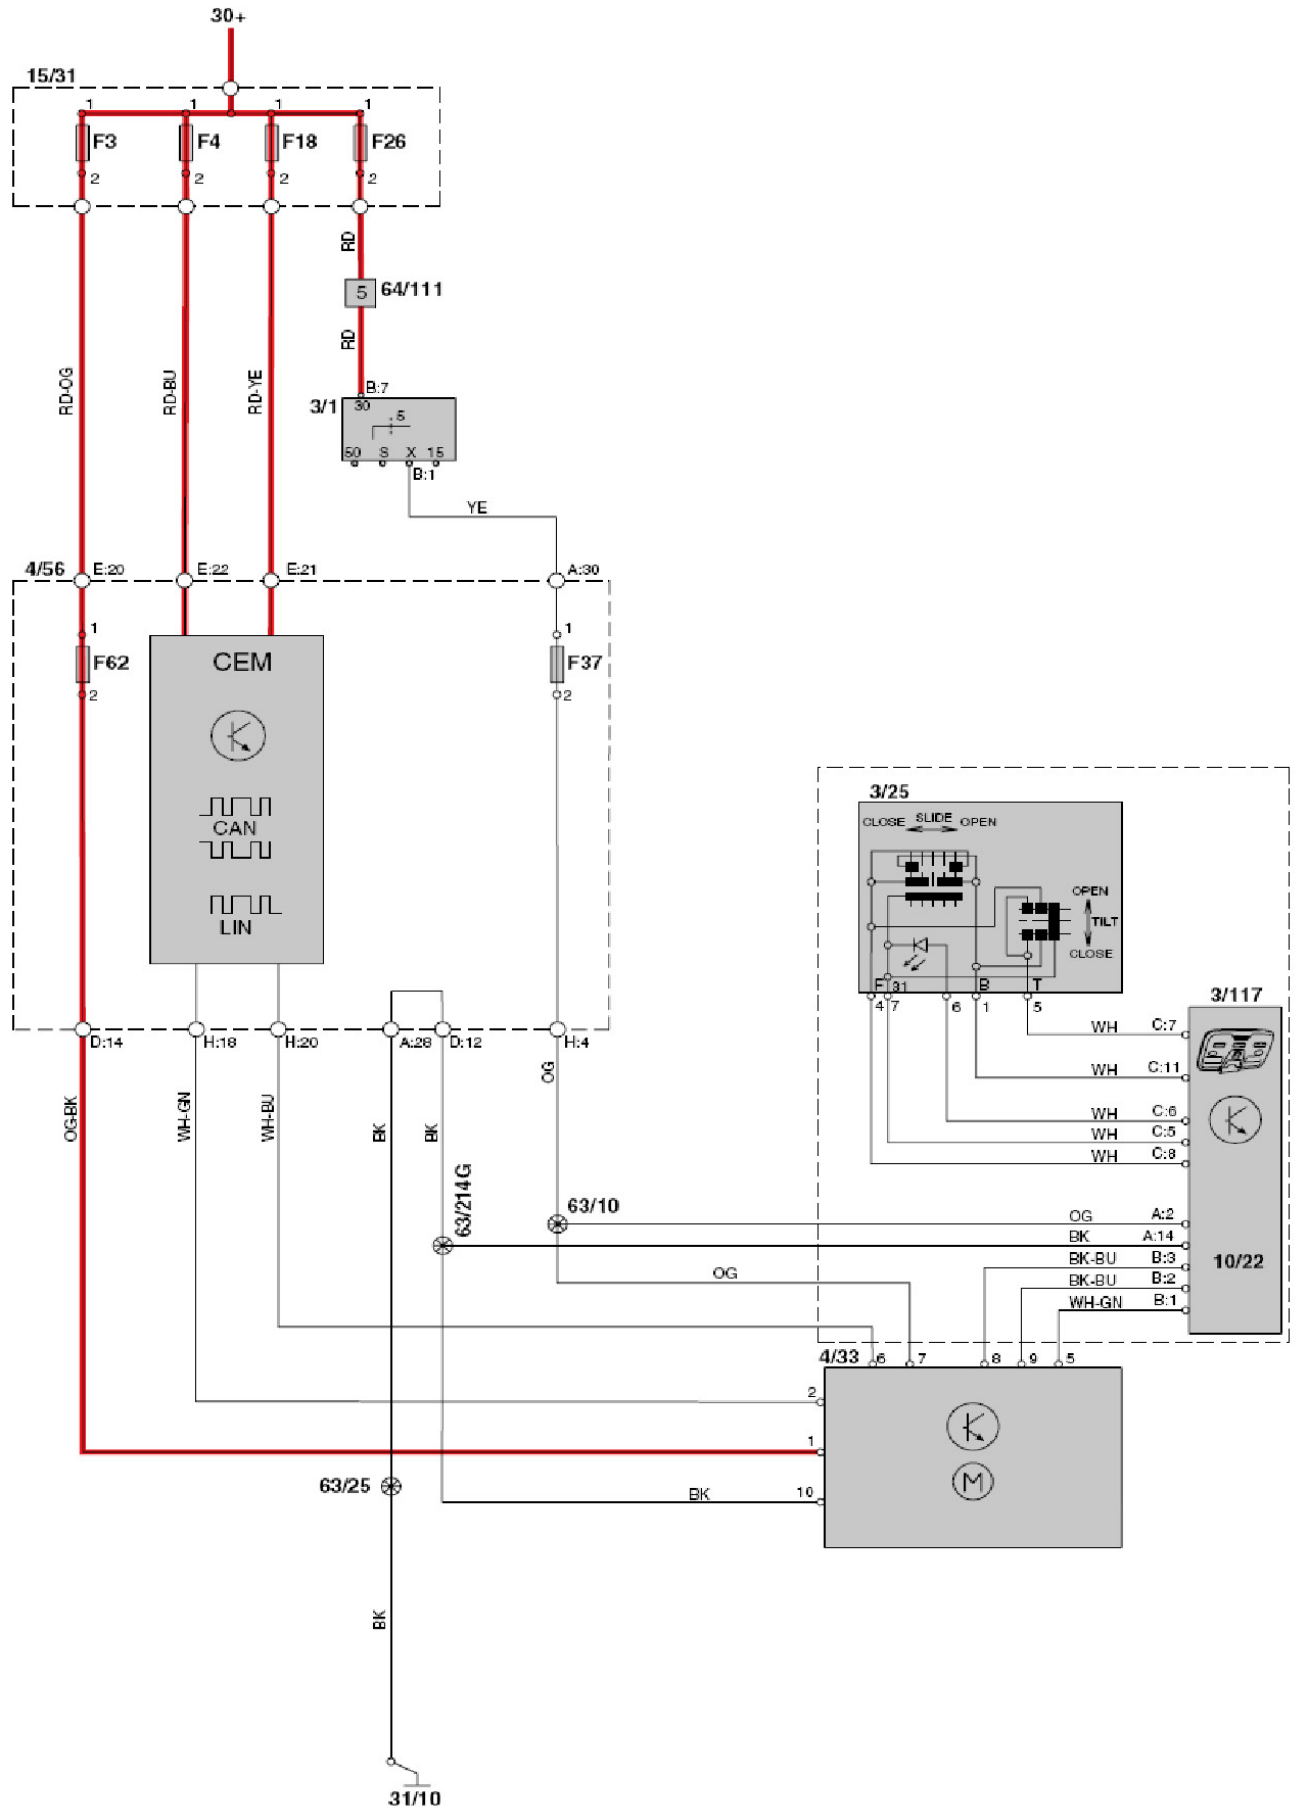 30+
15/31
1 1 1 1
F3 F4 F18 F26
2 2 2 2
RD
5 64/111
RD
RD-OG RD-BU RD-YE
B:7
3/1 30
5
50 S X 15
B:1
YE
4/56 E:20 E:22 E:21 A:30
1 1
F62 CEM F37
2 2
CAN
LIN
3/25
CLOSE SLIDE OPEN
OPEN
TILT
CLOSE
F 31 B T
4 7 6 1 5
3/117
D:14 H:18 H:20 A:28 D:12 H:4
WH C:7
WH C:11
WH C:6
WH C:5
WH C:8
OG-BK WH-GN WH-BU BK BK OG
63/214G
63/10
OG A:2
BK A:14
BK-BU B:3
BK-BU B:2
WH-GN B:1
10/22
OG
4/33 6 7 8 9 5
2
1
10
M
63/25
BK
BK
31/10